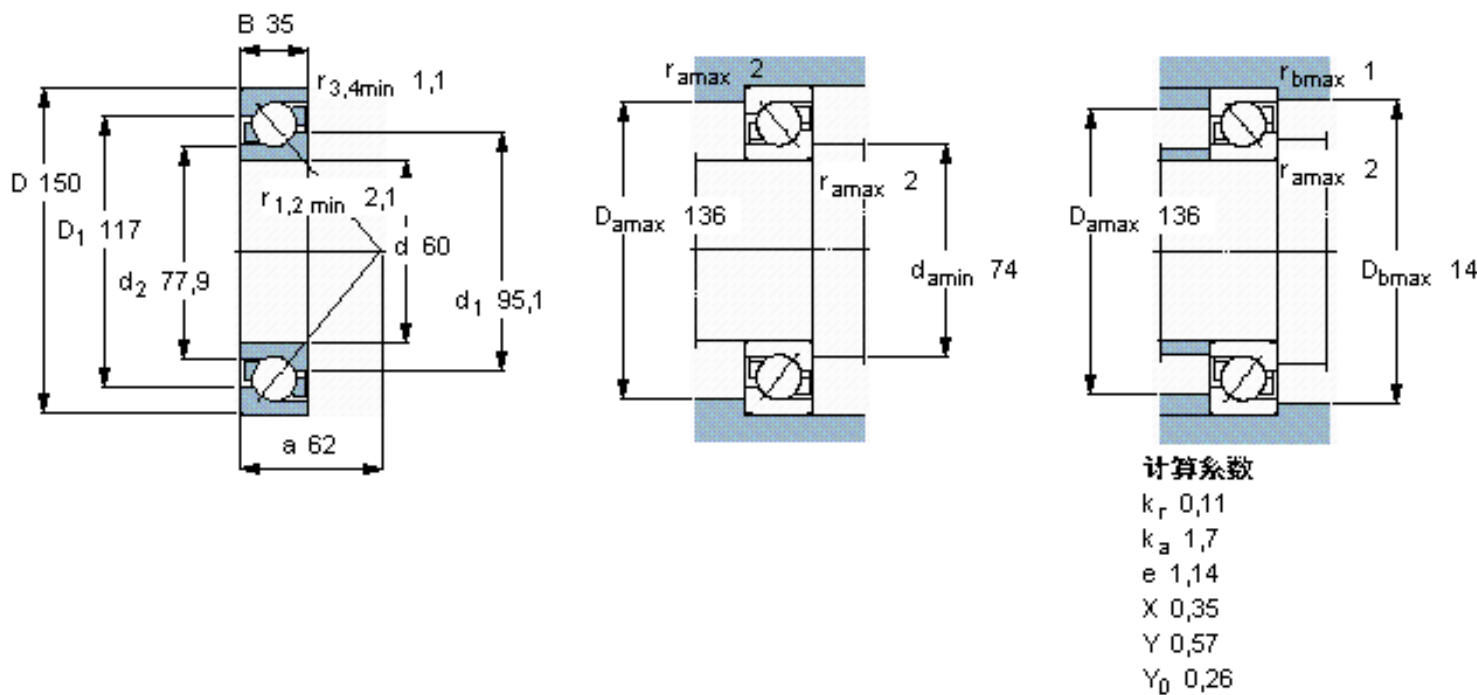 B 35
r3,4min 1,1
D 150
D1 117
d2 77,9
r1,2 min 2,1
d 60
d1 95,1
a 62
ramax 2
Damax 136
ramax 2
damin 74
rbmax 1
Damax 136
ramax 2
Dbmax 14
计算系数
kr 0,11
ka 1,7
e 1,14
X 0,35
Y 0,57
Y0 0,26